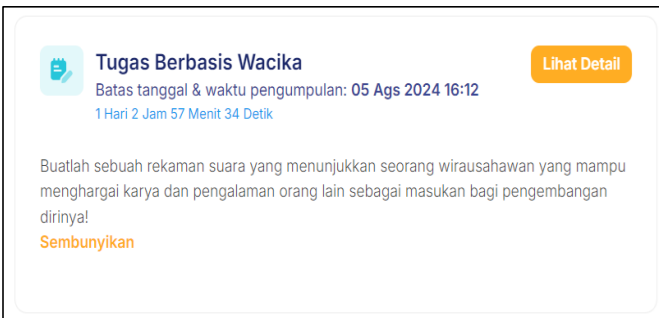 Tugas Berbasis Wacika
Lihat Detail
Batas tanggal & waktu pengumpulan: 05 Ags 2024 16:12
1 Hari 2 Jam 57 Menit 34 Detik
Buatlah sebuah rekaman suara yang menunjukkan seorang wirausahawan yang mampu
menghargai karya dan pengalaman orang lain sebagai masukan bagi pengembangan
dirinya!
Sembunyikan